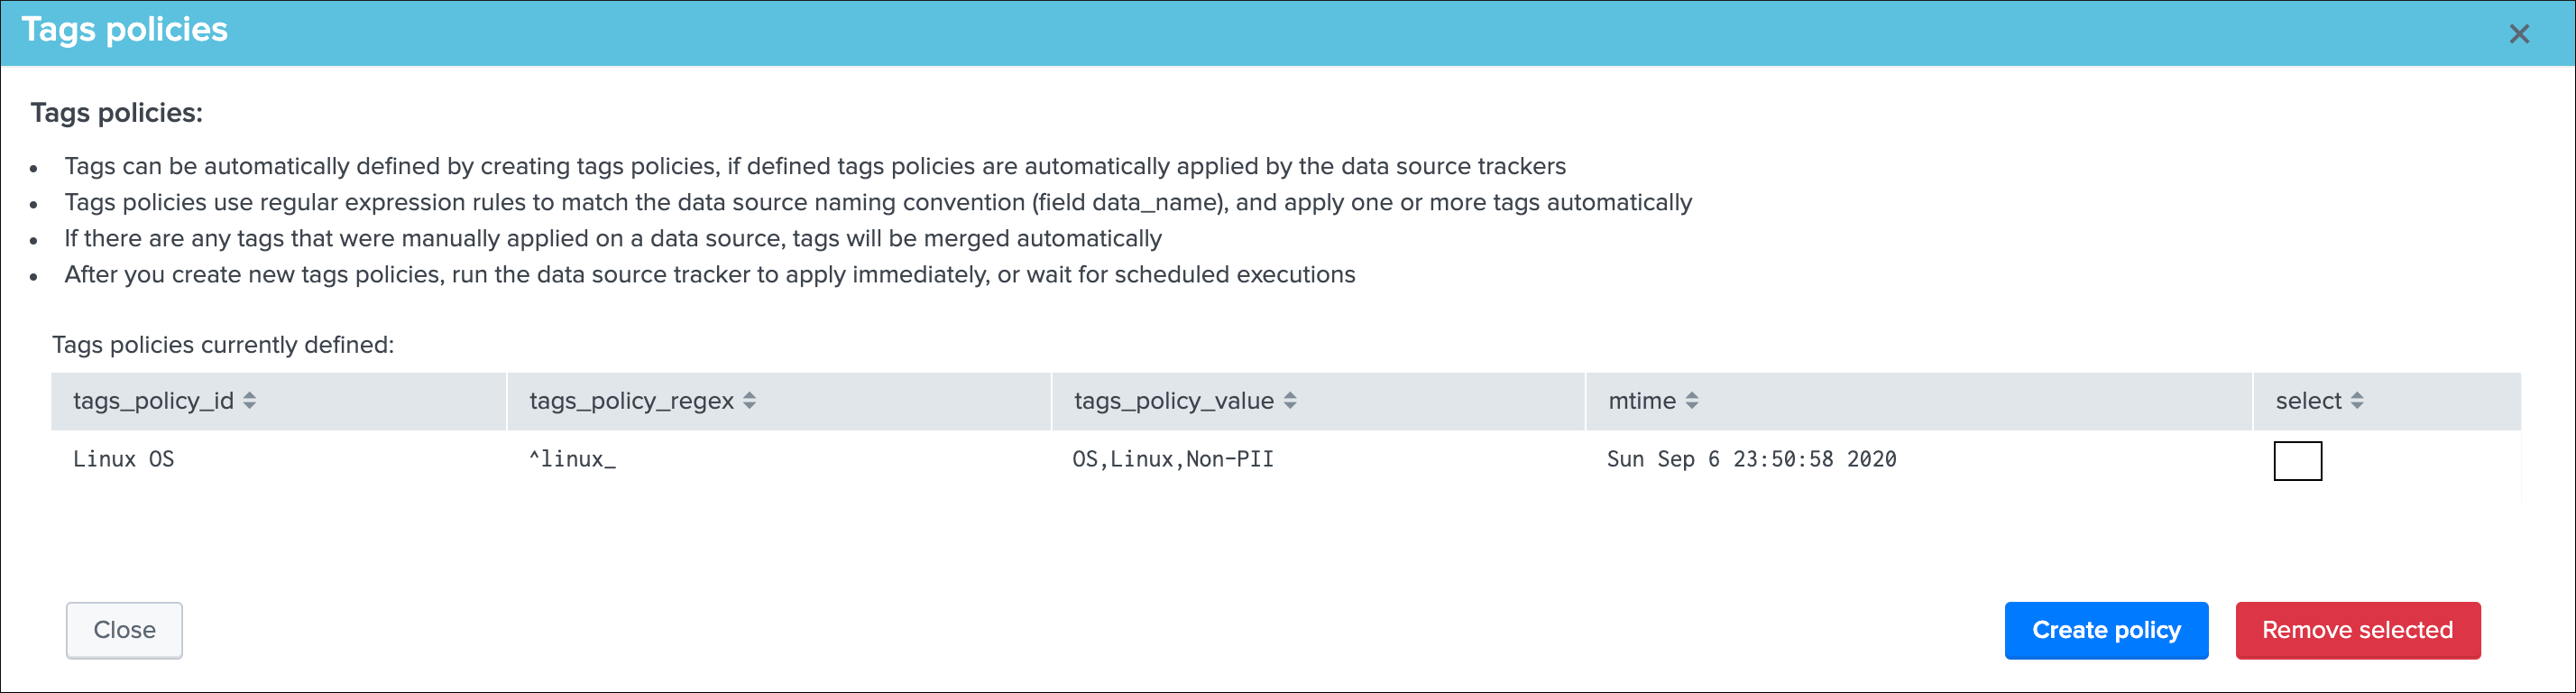 Tags policies
Tags policies:
Tags can be automatically defined by creating tags policies, if defined tags policies are automatically applied by the data source trackers
Tags policies use regular expression rules to match the data source naming convention (field data_name), and apply one or more tags automatically
If there are any tags that were manually applied on a data source, tags will be merged automatically
After you create new tags policies, run the data source tracker to apply immediately, or wait for scheduled executions
Tags policies currently defined:
tags_policy_id tags_policy_regex tags_policy_value mtime select
Linux OS ^linux_ OS,Linux,Non-PII Sun Sep 6 23:50:58 2020
Close Create policy Remove selected